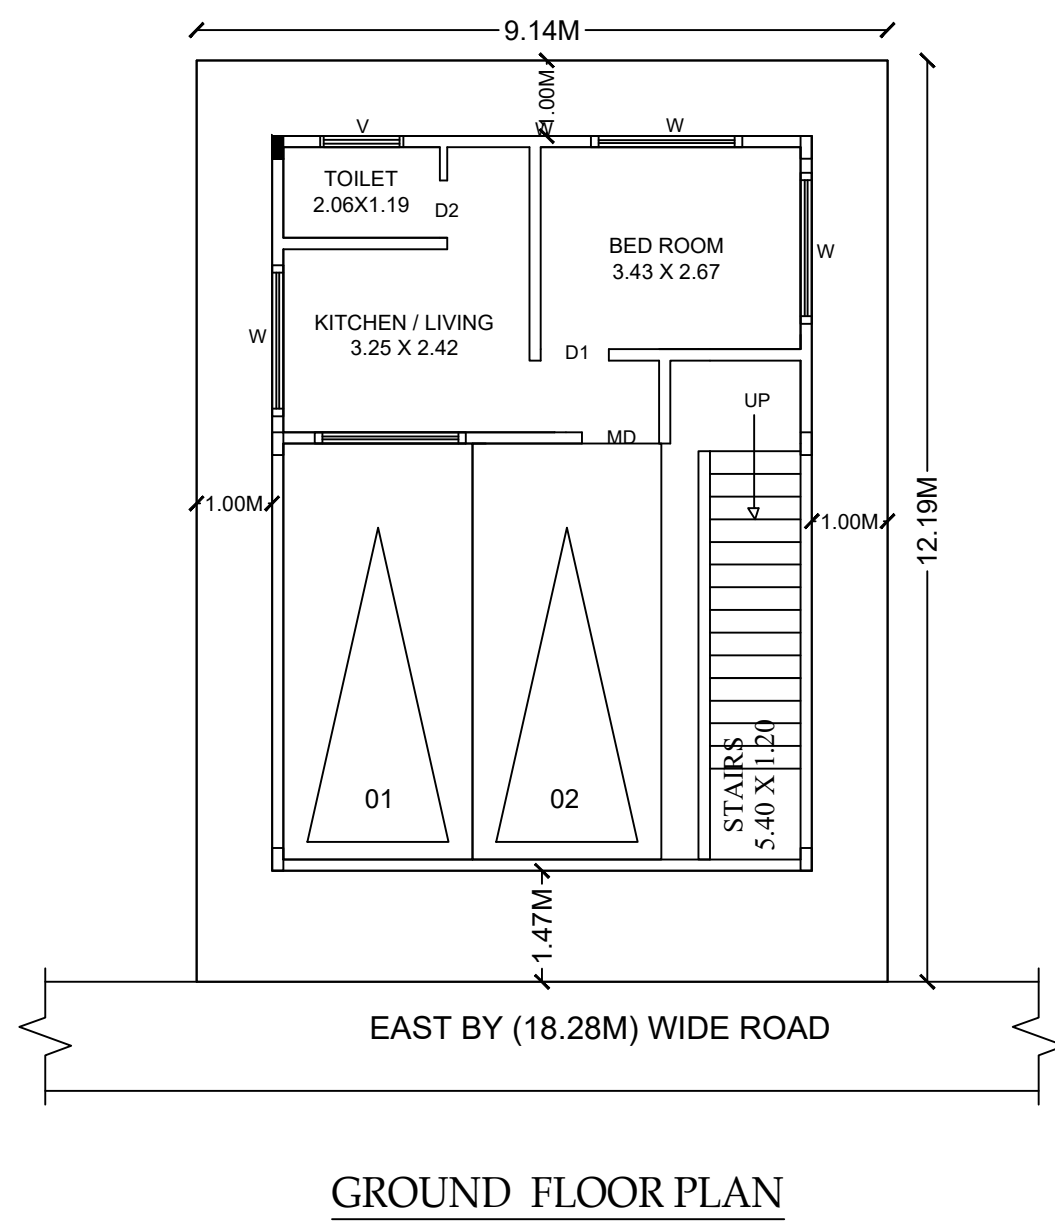 9.14M
1.00M
V
W
W
TOILET
2.06X1.19
D2
BED ROOM
3.43 X 2.67
W
KITCHEN / LIVING
3.25 X 2.42
W
D1
UP
MD
1.00M
1.00M
12.19M
STAIRS
5.40 X 1.20
01
02
1.47M
EAST BY (18.28M) WIDE ROAD
GROUND FLOOR PLAN